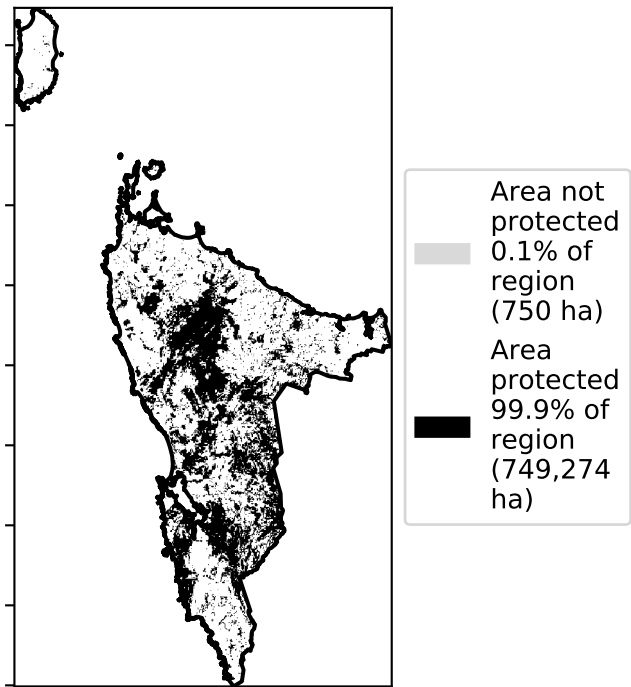 Area not
protected
0.1% of
region
(750 ha)
Area
protected
99.9% of
region
(749,274
ha)